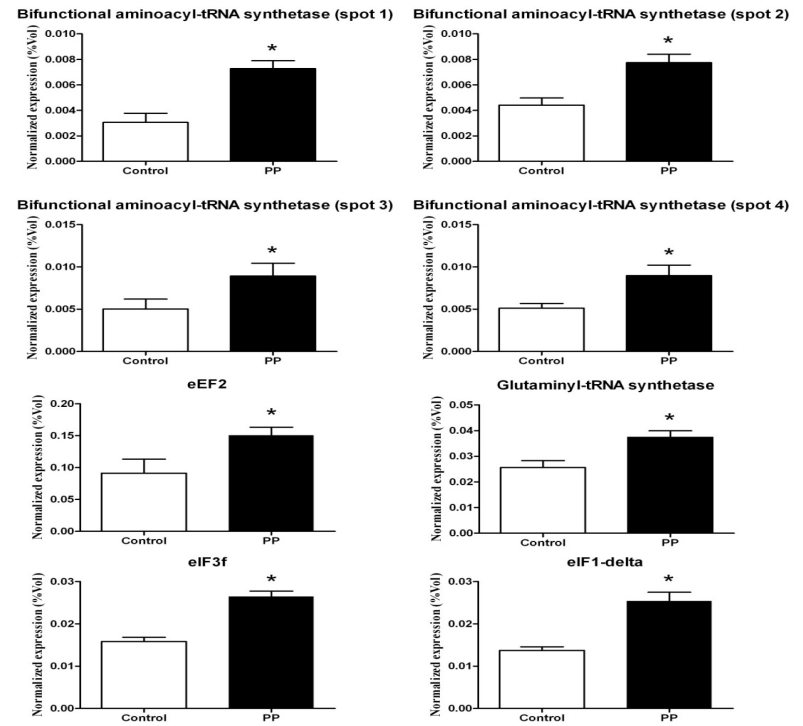 Bifunctional aminoacyl-tRNA synthetase (spot 1)
Normalized expression (%Vol)
0.010
0.008
0.006
0.004
0.002
0.000
*
Control
PP
Bifunctional aminoacyl-tRNA synthetase (spot 2)
Normalized expression (%Vol)
0.010
0.008
0.006
0.004
0.002
0.000
*
Control
PP
Bifunctional aminoacyl-tRNA synthetase (spot 3)
Normalized expression (%Vol)
0.015
0.010
0.005
0.000
*
Control
PP
Bifunctional aminoacyl-tRNA synthetase (spot 4)
Normalized expression (%Vol)
0.015
0.010
0.005
0.000
*
Control
PP
eEF2
Normalized expression (%Vol)
0.20
0.15
0.10
0.05
0.00
*
Control
PP
Glutaminyl-tRNA synthetase
Normalized expression (%Vol)
0.05
0.04
0.03
0.02
0.01
0.00
*
Control
PP
eIF3f
Normalized expression (%Vol)
0.03
0.02
0.01
0.00
*
Control
PP
eIF1-delta
Normalized expression (%Vol)
0.03
0.02
0.01
0.00
*
Control
PP